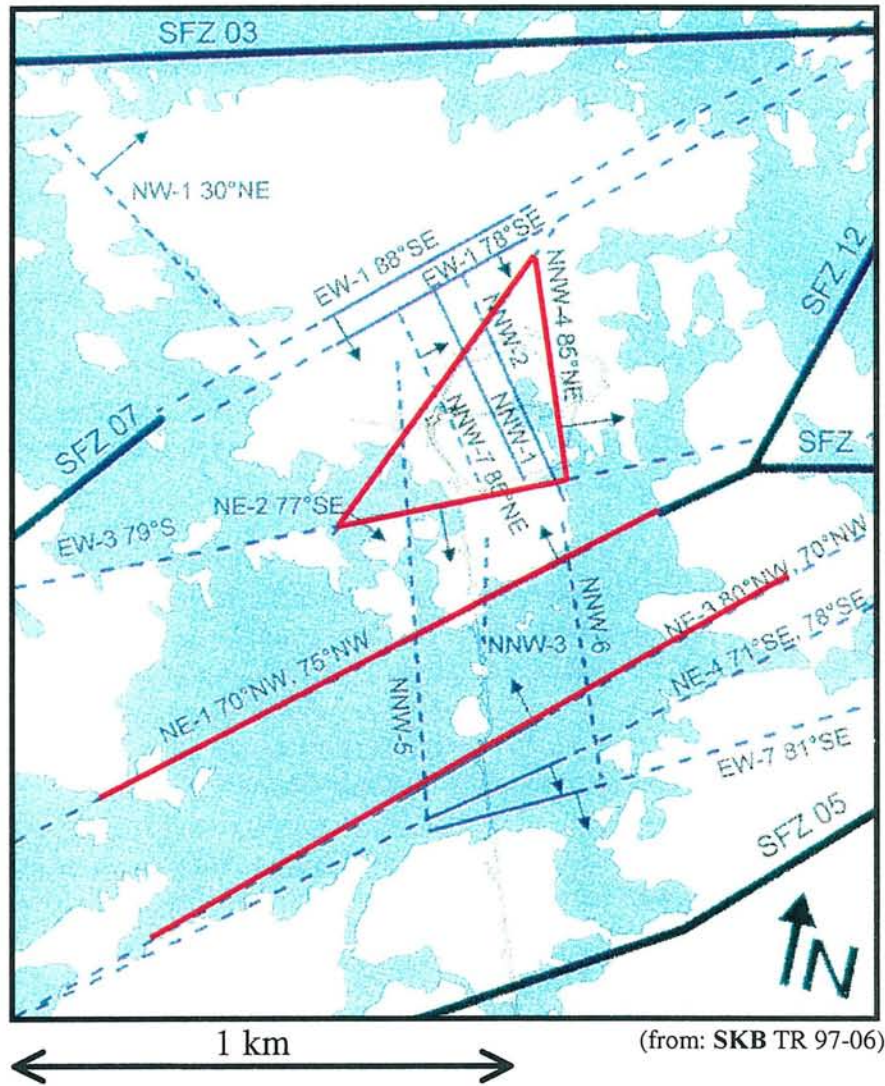 SFZ 03
NW-1 30°NE
EW-1 88°SE
EW-1 78°SE
NNW-4 85°NE
NNW-2
SFZ 12
NNW-1
NNW-7 85°NE
SFZ 07
SFZ
NE-2 77°SE
EW-3 79°S
NE-3 80°NW, 70°NW
NNW-6
NNW-3
NE-1 70°NW, 75°NW
NE-4 71°SE, 78°SE
NNW-5
EW-7 81°SE
SFZ 05
N
1 km
(from: SKB TR 97-06)